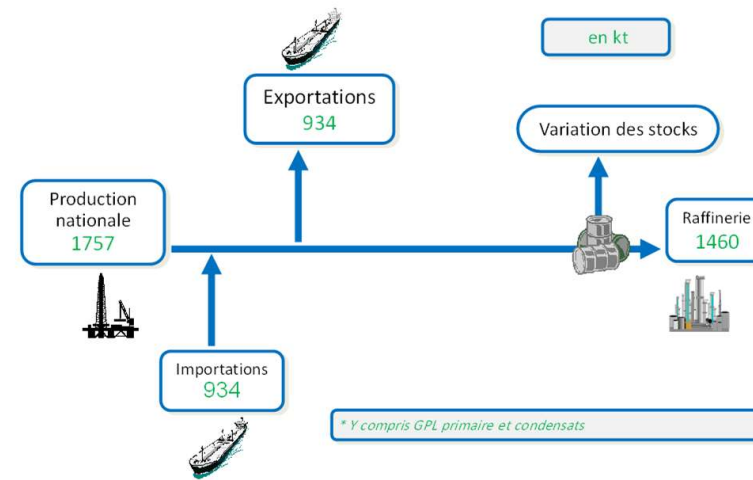 en kt
Exportations
934
Variation des stocks
Production
nationale
1757
Raffinerie
1460
Importations
934
* Y compris GPL primaire et condensats